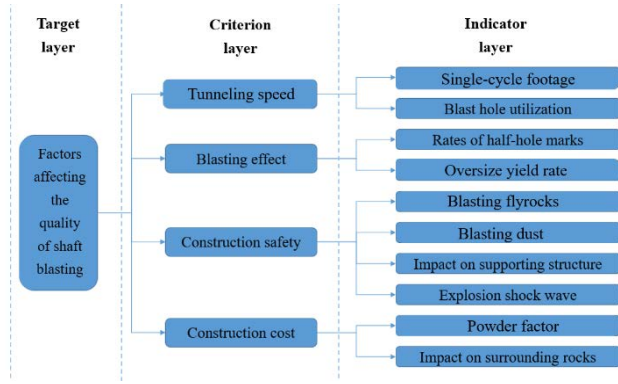 Target
layer
Criterion
layer
Indicator
layer
Factors
affecting
the
quality
of shaft
blasting
Tunneling speed
Blasting effect
Construction safety
Construction cost
Single-cycle footage
Blast hole utilization
Rates of half-hole marks
Oversize yield rate
Blasting flyrocks
Blasting dust
Impact on supporting structure
Explosion shock wave
Powder factor
Impact on surrounding rocks